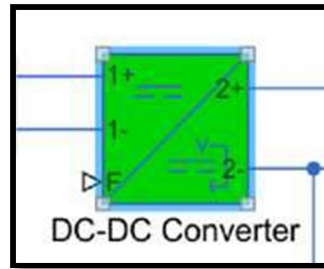 1+
2+
1-
V
2-
F
DC-DC Converter